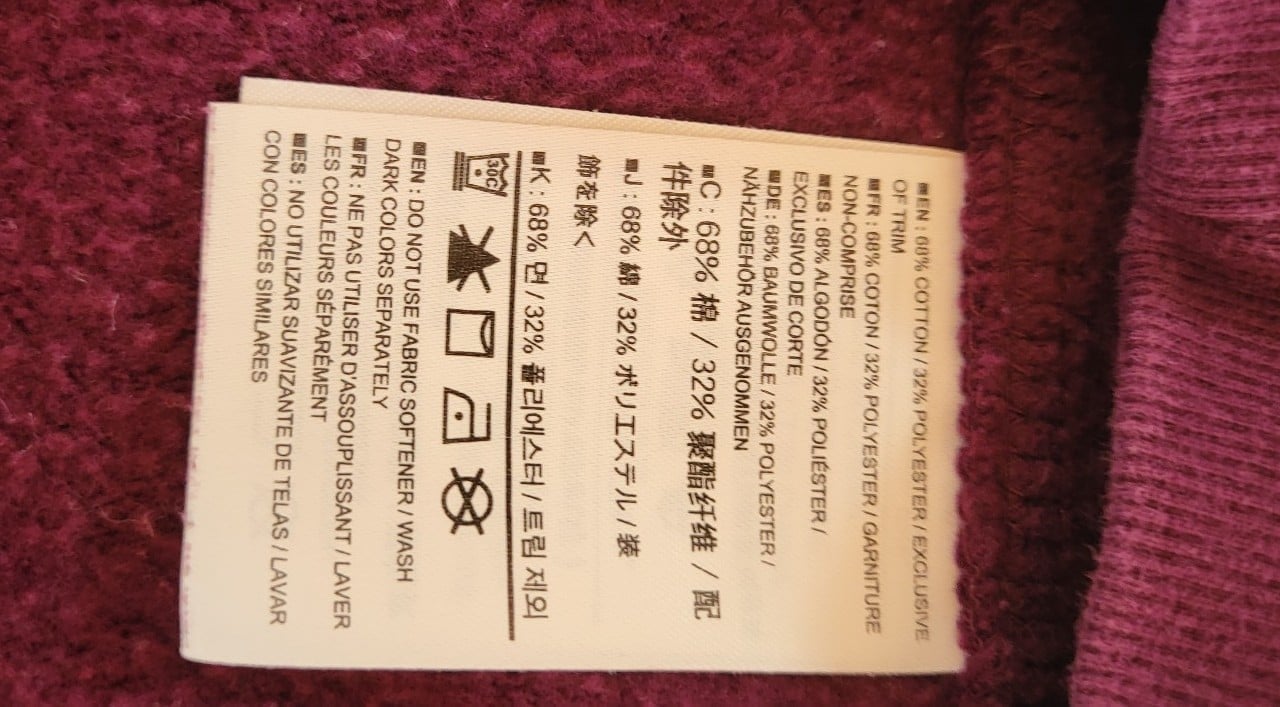 ■EN : 68% COTTON / 32% POLYESTER / EXCLUSIVE
OF TRIM
■FR : 68% COTON / 32% POLYESTER / GARNITURE
NON-COMPRISE
■ES : 68% ALGODÓN / 32% POLIÉSTER /
EXCLUSIVO DE CORTE
■DE : 68% BAUMWOLLE / 32% POLYESTER /
NÄHZUBEHÖR AUSGENOMMEN
■C : 68% 棉 / 32% 聚酯纤维 / 配
件除外
■J : 68% 綿 / 32% ポリエステル / 装
飾を除く
■K : 68% 면 / 32% 폴리에스터 / 트림 제외
30C
■EN : DO NOT USE FABRIC SOFTENER / WASH
DARK COLORS SEPARATELY
■FR : NE PAS UTILISER D'ASSOUPLISSANT / LAVER
LES COULEURS SÉPARÉMENT
■ES : NO UTILIZAR SUAVIZANTE DE TELAS / LAVAR
CON COLORES SIMILARES